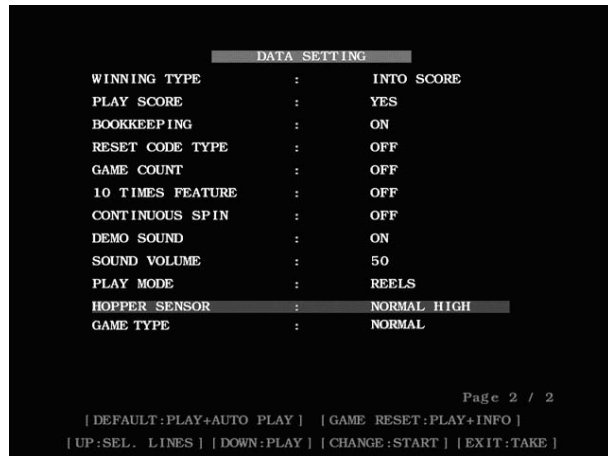 DATA SETTING
WINNING TYPE : INTO SCORE
PLAY SCORE : YES
BOOKKEEPING : ON
RESET CODE TYPE : OFF
GAME COUNT : OFF
10 TIMES FEATURE : OFF
CONTINUOUS SPIN : OFF
DEMO SOUND : ON
SOUND VOLUME : 50
PLAY MODE : REELS
HOPPER SENSOR : NORMAL HIGH
GAME TYPE : NORMAL
Page 2 / 2
[DEFAULT:PLAY+AUTO PLAY] [GAME RESET:PLAY+INFO]
[UP:SEL. LINES] [DOWN:PLAY] [CHANGE:START] [EXIT:TAKE]